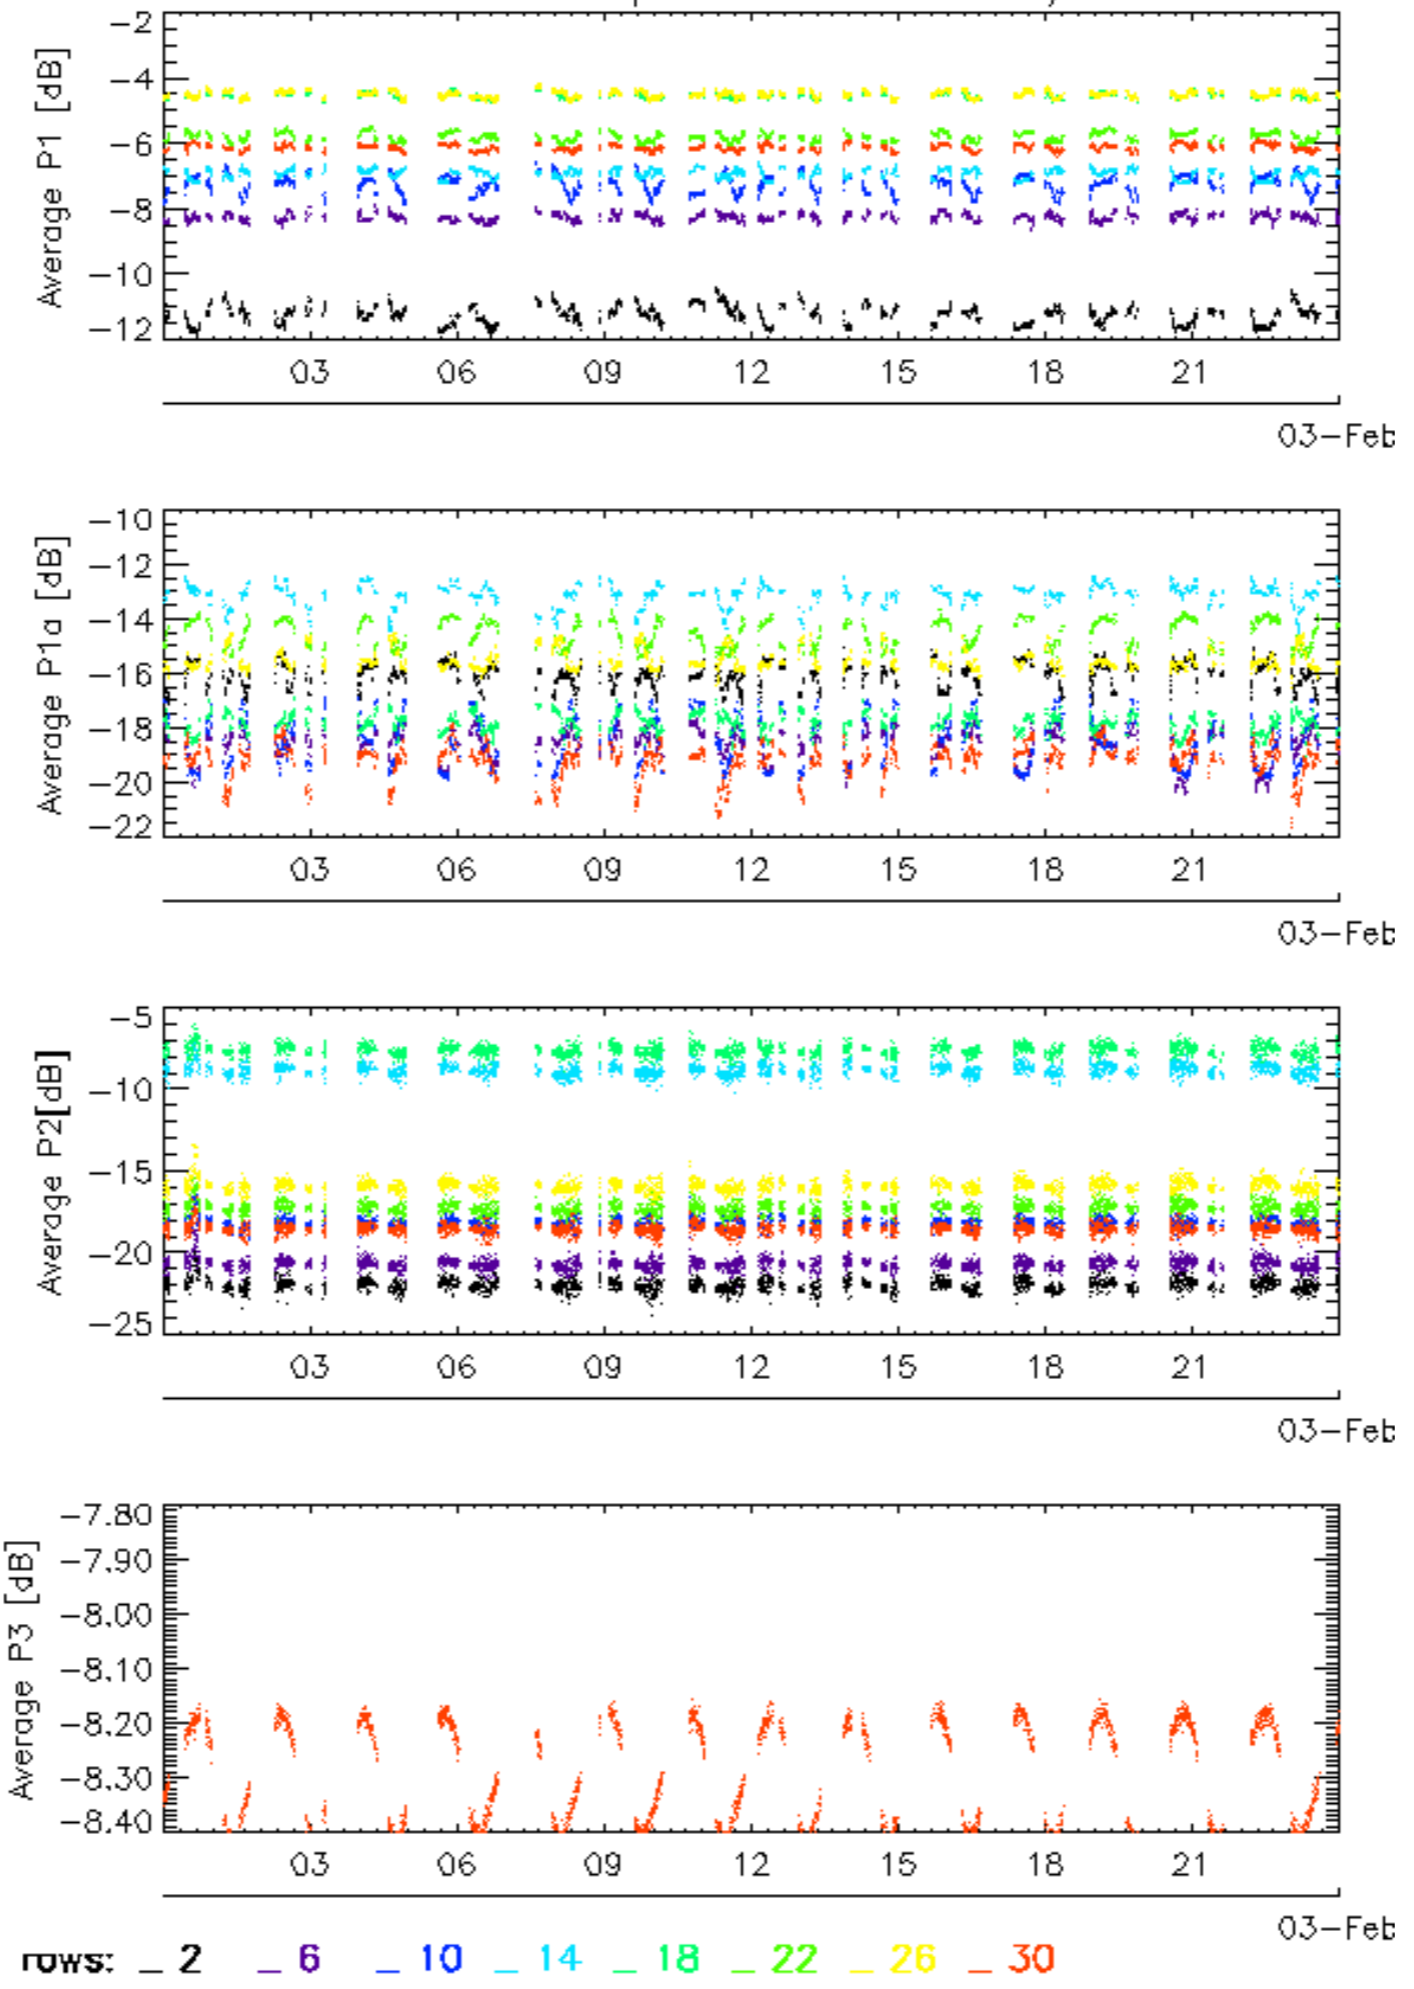 Average P1 [dB]
-2
-4
-6
-8
-10
-12
03 06 09 12 15 18 21
03-Feb
Average P1a [dB]
-10
-12
-14
-16
-18
-20
-22
03 06 09 12 15 18 21
03-Feb
Average P2[dB]
-5
-10
-15
-20
-25
03 06 09 12 15 18 21
03-Feb
Average P3 [dB]
-7.80
-7.90
-8.00
-8.10
-8.20
-8.30
-8.40
03 06 09 12 15 18 21
03-Feb
rows: _ 2 _ 6 _ 10 _ 14 _ 18 _ 22 _ 26 _ 30